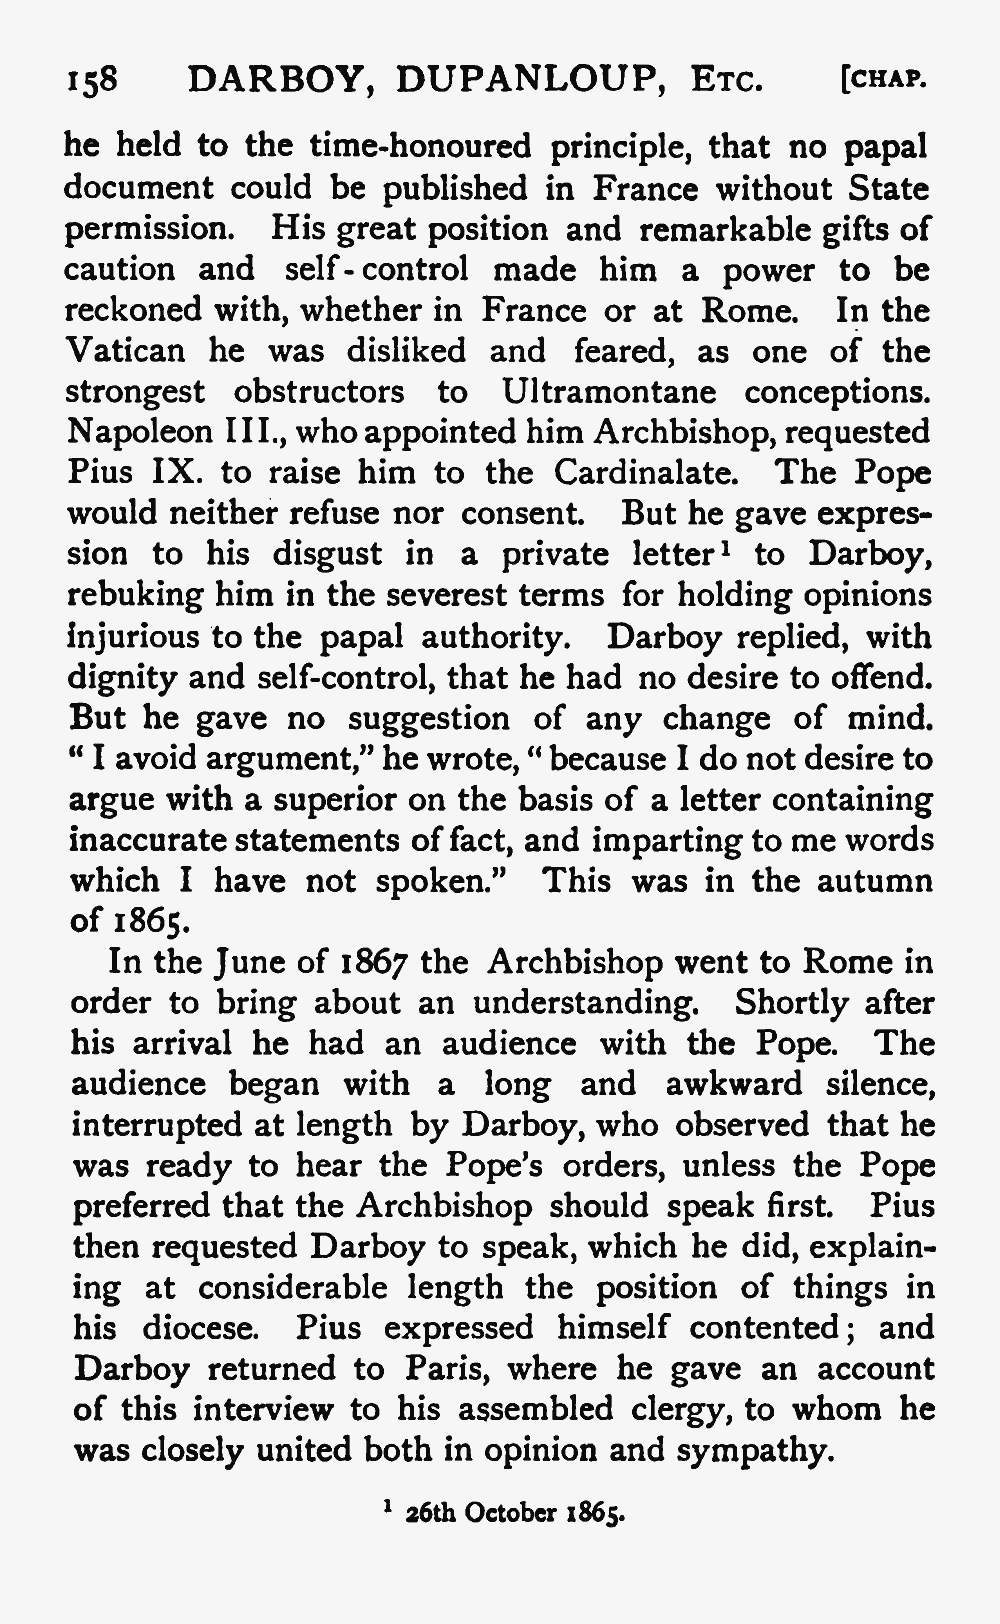 158 DARBOY, DUPANLOUP, ETC. [CHAP.
he held to the time-honoured principle, that no papal
document could be published in France without State
permission. His great position and remarkable gifts of
caution and self-control made him a power to be
reckoned with, whether in France or at Rome. In the
Vatican he was disliked and feared, as one of the
strongest obstructors to Ultramontane conceptions.
Napoleon III., who appointed him Archbishop, requested
Pius IX. to raise him to the Cardinalate. The Pope
would neither refuse nor consent. But he gave expres-
sion to his disgust in a private letter¹ to Darboy,
rebuking him in the severest terms for holding opinions
injurious to the papal authority. Darboy replied, with
dignity and self-control, that he had no desire to offend.
But he gave no suggestion of any change of mind.
“I avoid argument,” he wrote, “because I do not desire to
argue with a superior on the basis of a letter containing
inaccurate statements of fact, and imparting to me words
which I have not spoken.” This was in the autumn
of 1865.
In the June of 1867 the Archbishop went to Rome in
order to bring about an understanding. Shortly after
his arrival he had an audience with the Pope. The
audience began with a long and awkward silence,
interrupted at length by Darboy, who observed that he
was ready to hear the Pope’s orders, unless the Pope
preferred that the Archbishop should speak first. Pius
then requested Darboy to speak, which he did, explain-
ing at considerable length the position of things in
his diocese. Pius expressed himself contented; and
Darboy returned to Paris, where he gave an account
of this interview to his assembled clergy, to whom he
was closely united both in opinion and sympathy.
¹ 26th October 1865.